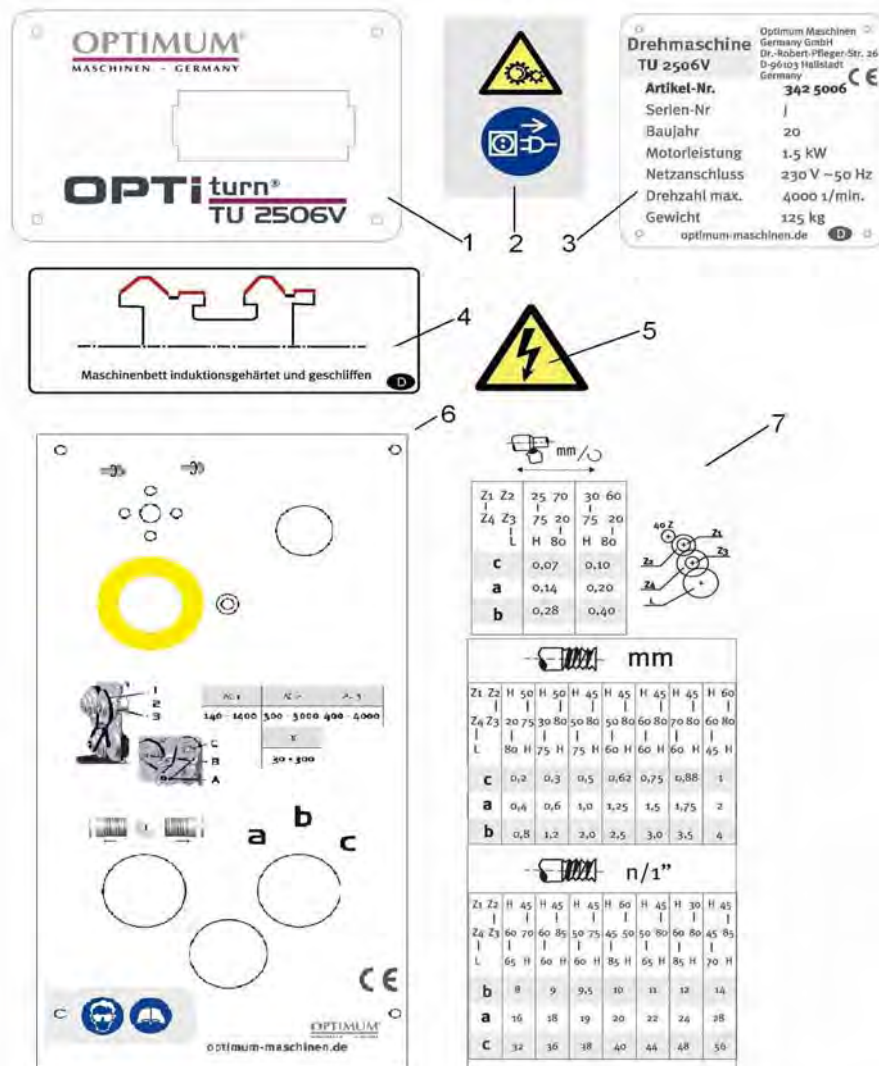 OPTIMUM®
MASCHINEN - GERMANY
OPTi turn®
TU 2506V
1
2
Drehmaschine
TU 2506V
Optimum Maschinen
Germany GmbH
Dr.-Robert-Pfleger-Str. 26
D-96103 Hallstadt
Germany
CE
Artikel-Nr. 342 5006
Serien-Nr
Baujahr 20
Motorleistung 1.5 kW
Netzanschluss 230 V ~50 Hz
Drehzahl max. 4000 1/min.
Gewicht 125 kg
optimum-maschinen.de D
3
Maschinenbett induktionsgehärtet und geschliffen D
4
5
6
1
2
3
C
B
A
140 - 1400 300 - 3000 400 - 4000
30 - 300
a b c
CE
OPTIMUM®
optimum-maschinen.de
7
mm/
Z1 Z2 25 70 30 60
Z4 Z3 75 20 75 20
L H 80 H 80
c 0,07 0,10
a 0,14 0,20
b 0,28 0,40
40 Z
Z1
Z2
Z3
Z4
L
mm
Z1 Z2 H 50 H 50 H 45 H 45 H 45 H 45 H 60
Z4 Z3 20 75 30 80 50 80 50 80 60 80 70 80 60 80
L 80 H 75 H 75 H 60 H 60 H 60 H 45 H
c 0,2 0,3 0,5 0,62 0,75 0,88 1
a 0,4 0,6 1,0 1,25 1,5 1,75 2
b 0,8 1,2 2,0 2,5 3,0 3,5 4
n/1"
Z1 Z2 H 45 H 45 H 45 H 60 H 45 H 30 H 45
Z4 Z3 60 70 60 85 50 75 45 50 50 80 60 80 45 85
L 65 H 60 H 60 H 85 H 65 H 85 H 70 H
b 8 9 9,5 10 11 12 14
a 16 18 19 20 22 24 28
c 32 36 38 40 44 48 56